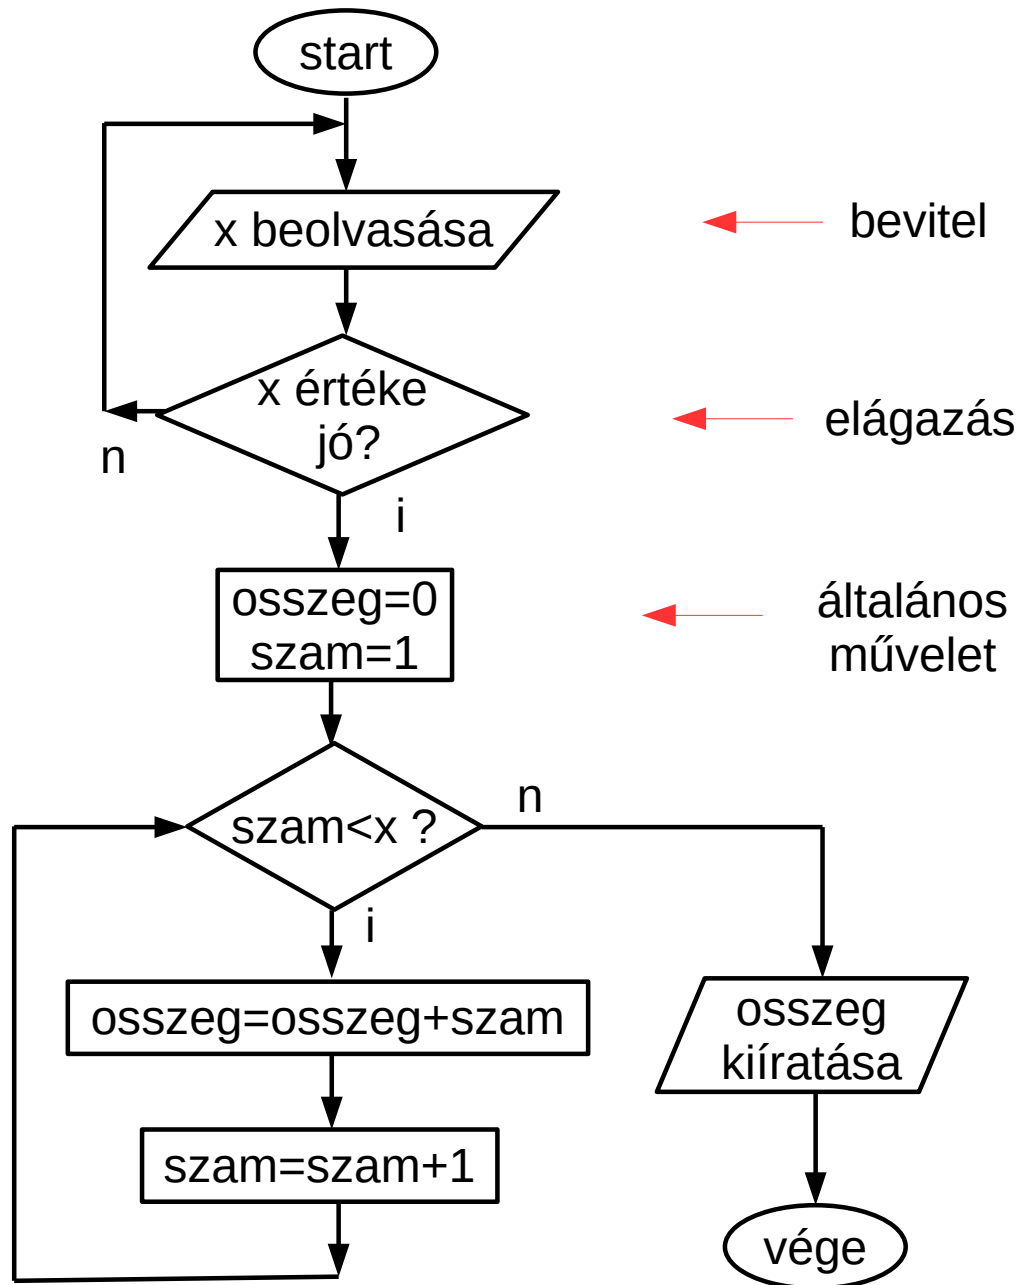 start
x beolvasása
bevitel
x értéke
jó?
elágazás
n
i
osszeg=0
szam=1
általános
művelet
szam<x ?
n
i
osszeg=osszeg+szam
osszeg
kiíratása
szam=szam+1
vége